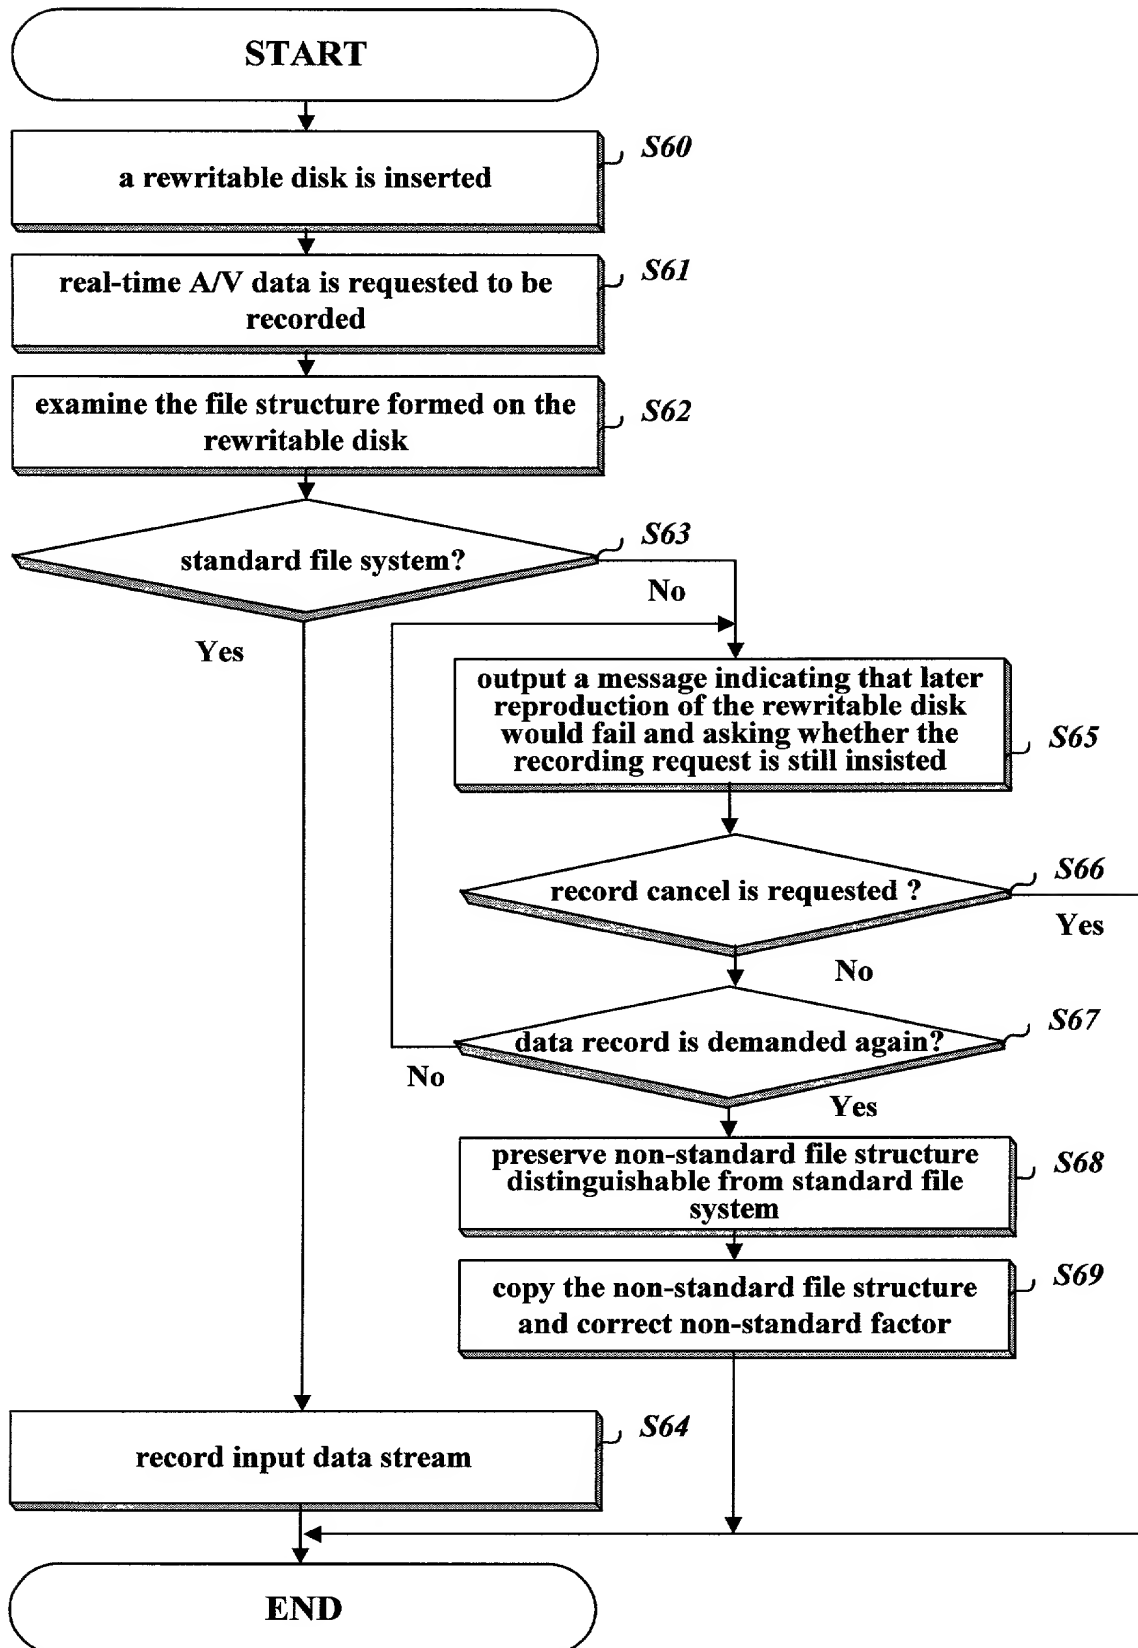 START
a rewritable disk is inserted
S60
real-time A/V data is requested to be
recorded
S61
examine the file structure formed on the
rewritable disk
S62
standard file system?
S63
No
Yes
output a message indicating that later
reproduction of the rewritable disk
would fail and asking whether the
recording request is still insisted
S65
record cancel is requested ?
S66
Yes
No
data record is demanded again?
S67
No
Yes
preserve non-standard file structure
distinguishable from standard file
system
S68
copy the non-standard file structure
and correct non-standard factor
S69
record input data stream
S64
END